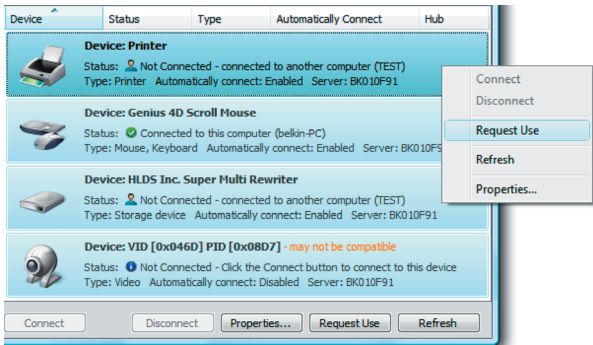 Device Status Type Automatically Connect Hub
Device: Printer
Status: Not Connected - connected to another computer (TEST)
Type: Printer Automatically connect: Enabled Server: BK010F91
Device: Genius 4D Scroll Mouse
Status: Connected to this computer (belkin-PC)
Type: Mouse, Keyboard Automatically connect: Enabled Server: BK010F9
Device: HLDS Inc. Super Multi Rewriter
Status: Not Connected - connected to another computer (TEST)
Type: Storage device Automatically connect: Enabled Server: BK010F91
Device: VID [0x046D] PID [0x08D7] - may not be compatible
Status: Not Connected - Click the Connect button to connect to this device
Type: Video Automatically connect: Disabled Server: BK010F91
Connect Disconnect Properties... Request Use Refresh
Connect
Disconnect
Request Use
Refresh
Properties...